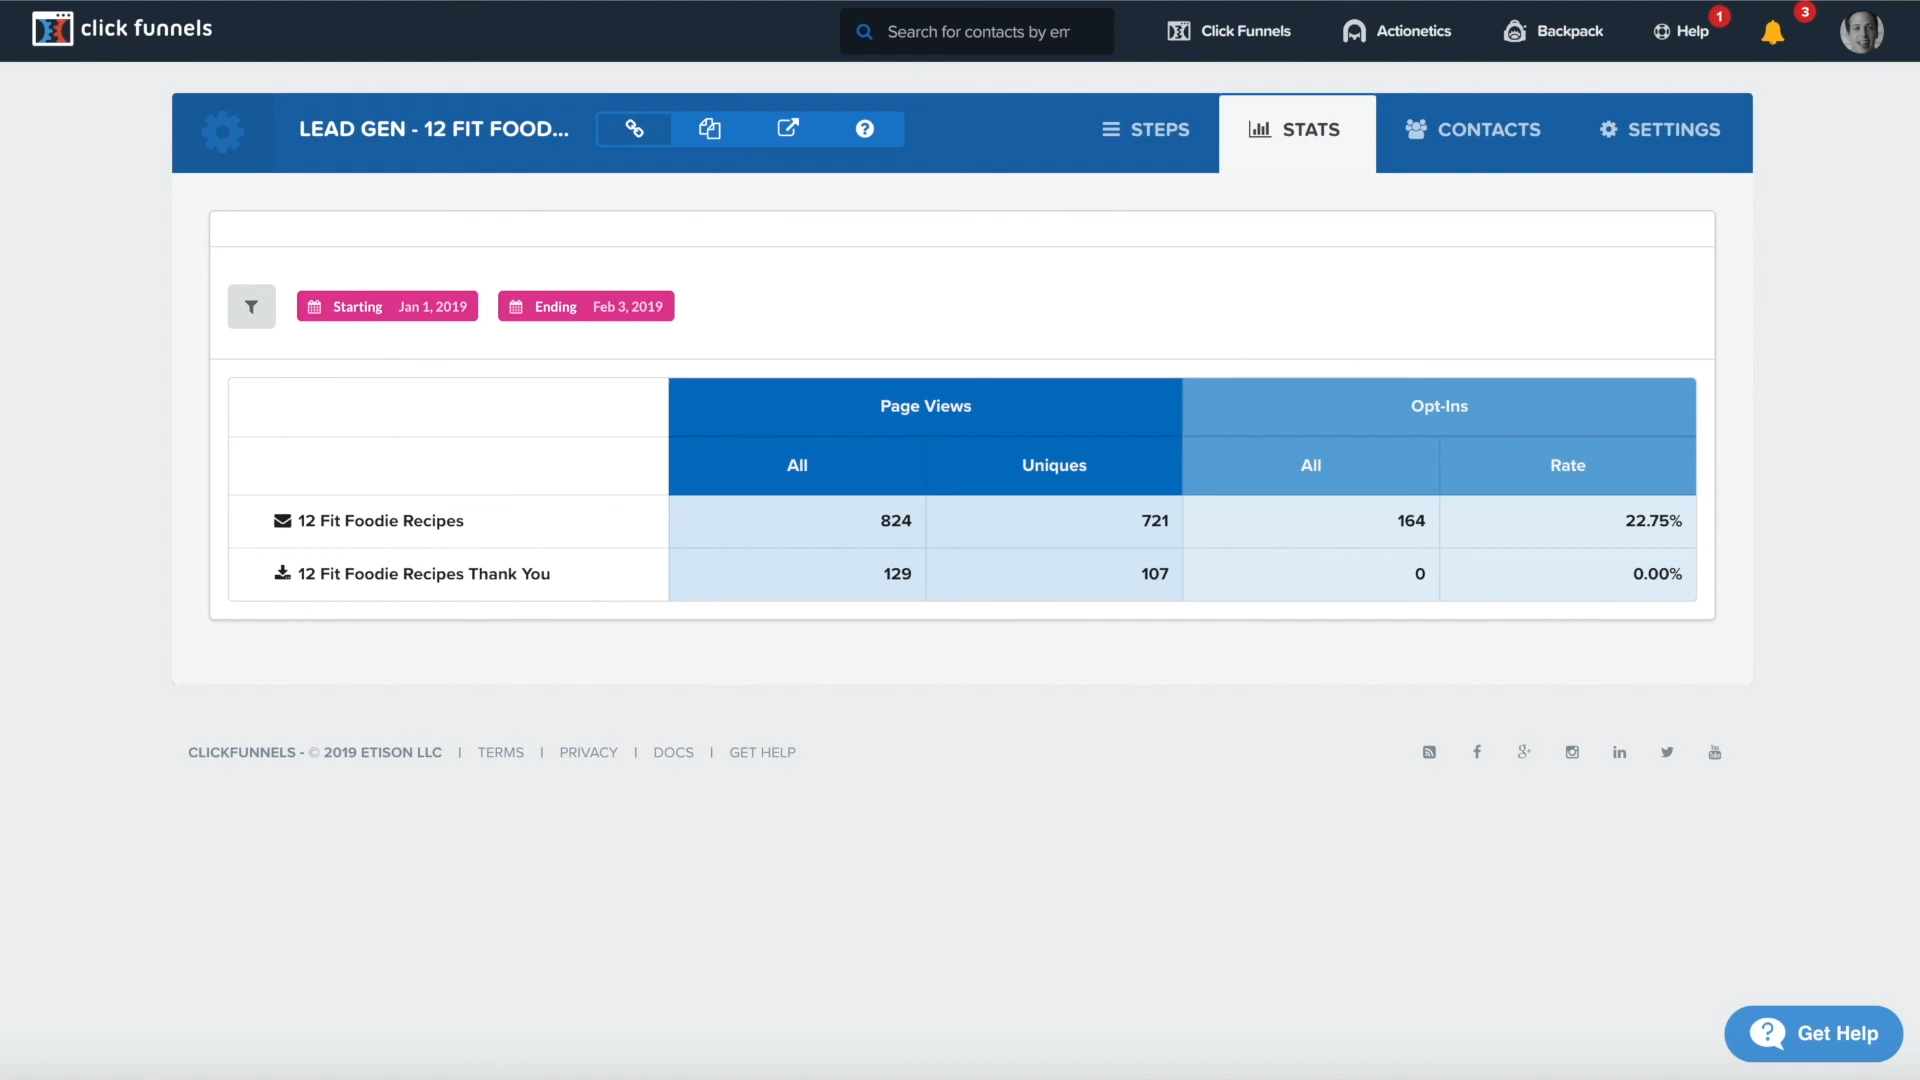 click funnels
Search for contacts by em
Click Funnels
Actionetics
Backpack
Help
1
3
LEAD GEN - 12 FIT FOOD...
STEPS
STATS
CONTACTS
SETTINGS
Starting Jan 1, 2019
Ending Feb 3, 2019
Page Views Opt-Ins
All Uniques All Rate
12 Fit Foodie Recipes 824 721 164 22.75%
12 Fit Foodie Recipes Thank You 129 107 0 0.00%
CLICKFUNNELS - © 2019 ETISON LLC | TERMS | PRIVACY | DOCS | GET HELP
Get Help